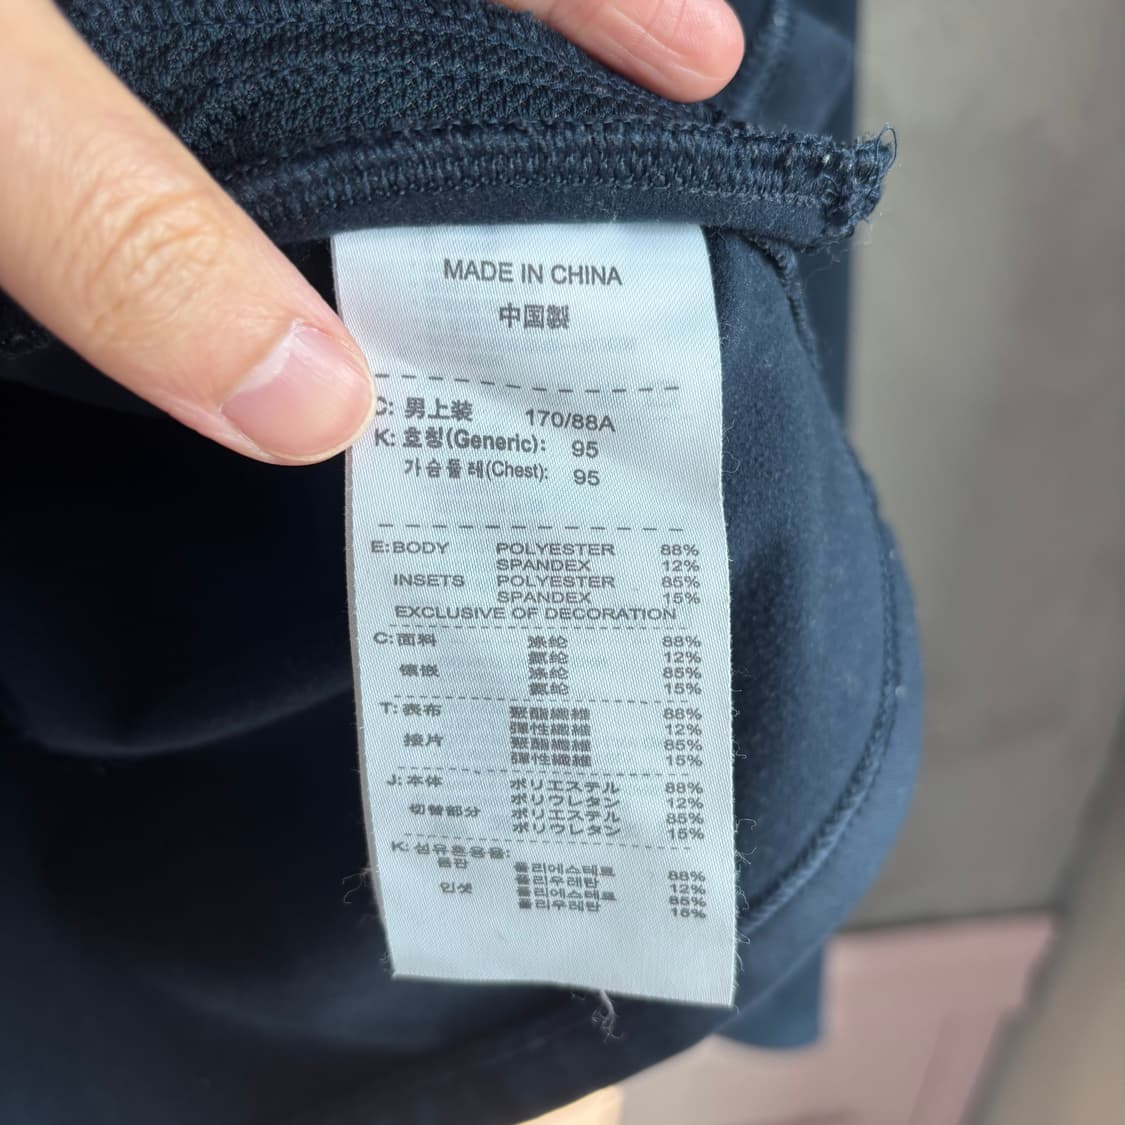 MADE IN CHINA
中国製
C: 男上装 170/88A
K: 호칭(Generic): 95
가슴둘레(Chest): 95
E: BODY POLYESTER 88%
SPANDEX 12%
INSETS POLYESTER 85%
SPANDEX 15%
EXCLUSIVE OF DECORATION
C: 面料 涤纶 88%
氨纶 12%
镶嵌 涤纶 85%
氨纶 15%
T: 表布 聚酯纖維 88%
彈性纖維 12%
接片 聚酯纖維 85%
彈性纖維 15%
J: 本体 ポリエステル 88%
ポリウレタン 12%
切替部分 ポリエステル 85%
ポリウレタン 15%
K: 섬유혼용율:
몸판 폴리에스테르 88%
폴리우레탄 12%
인셋 폴리에스테르 85%
폴리우레탄 15%